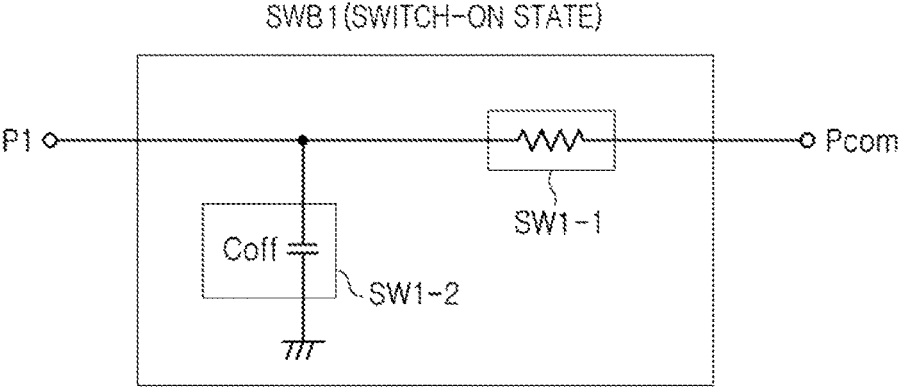 SWB1(SWITCH-ON STATE)
P1
Pcom
SW1-1
Coff
SW1-2